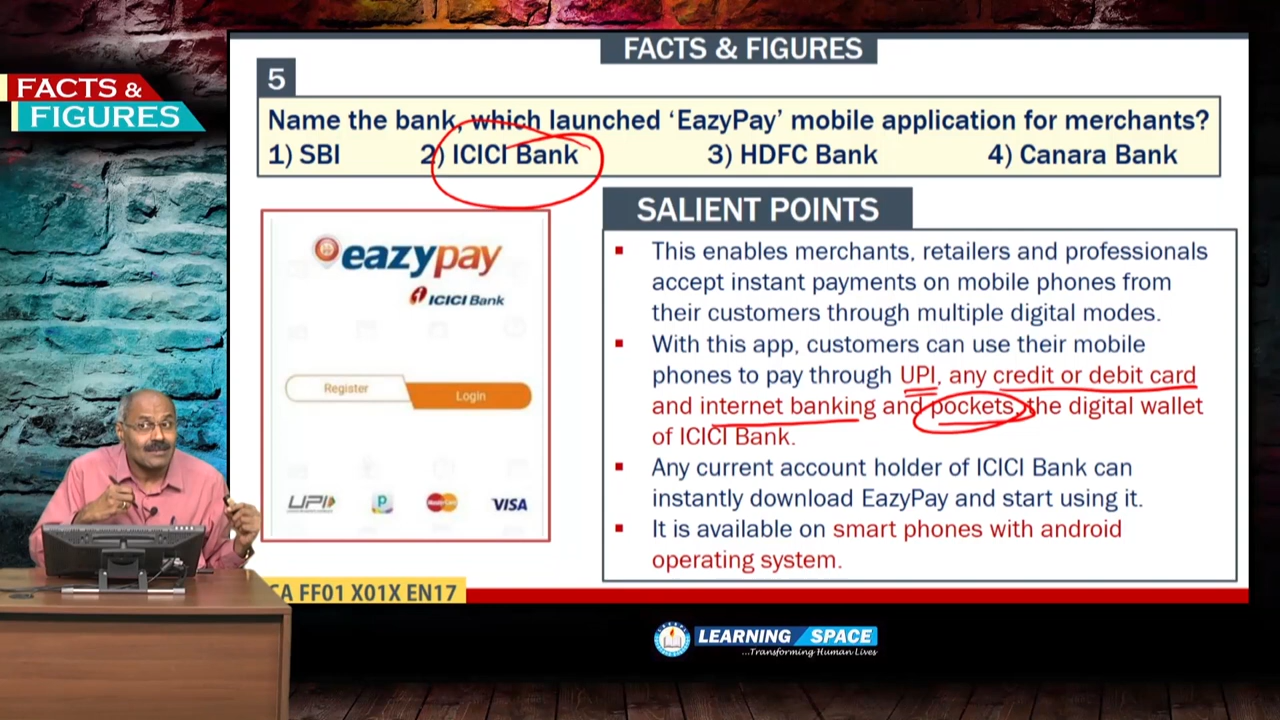 FACTS & FIGURES
FACTS &
FIGURES
5
Name the bank, which launched ‘EazyPay’ mobile application for merchants?
1) SBI 2) ICICI Bank 3) HDFC Bank 4) Canara Bank
eazypay
ICICI Bank
Register Login
UPI P MasterCard VISA
SALIENT POINTS
▪ This enables merchants, retailers and professionals
accept instant payments on mobile phones from
their customers through multiple digital modes.
▪ With this app, customers can use their mobile
phones to pay through UPI, any credit or debit card
and internet banking and pockets, the digital wallet
of ICICI Bank.
▪ Any current account holder of ICICI Bank can
instantly download EazyPay and start using it.
▪ It is available on smart phones with android
operating system.
CA FF01 X01X EN17
LEARNING SPACE
...Transforming Human Lives